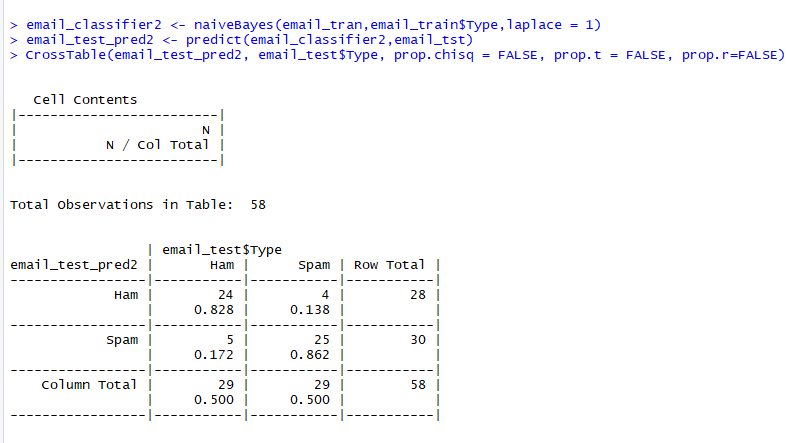 > email_classifier2 <- naiveBayes(email_tran,email_train$Type,laplace = 1)
> email_test_pred2 <- predict(email_classifier2,email_tst)
> CrossTable(email_test_pred2, email_test$Type, prop.chisq = FALSE, prop.t = FALSE, prop.r=FALSE)
   Cell Contents
|-------------------------|
|                       N |
|           N / Col Total |
|-------------------------|
Total Observations in Table:  58
                 | email_test$Type
email_test_pred2 |       Ham |      Spam | Row Total |
-----------------|-----------|-----------|-----------|
             Ham |        24 |         4 |        28 |
                 |     0.828 |     0.138 |           |
-----------------|-----------|-----------|-----------|
            Spam |         5 |        25 |        30 |
                 |     0.172 |     0.862 |           |
-----------------|-----------|-----------|-----------|
    Column Total |        29 |        29 |        58 |
                 |     0.500 |     0.500 |           |
-----------------|-----------|-----------|-----------|